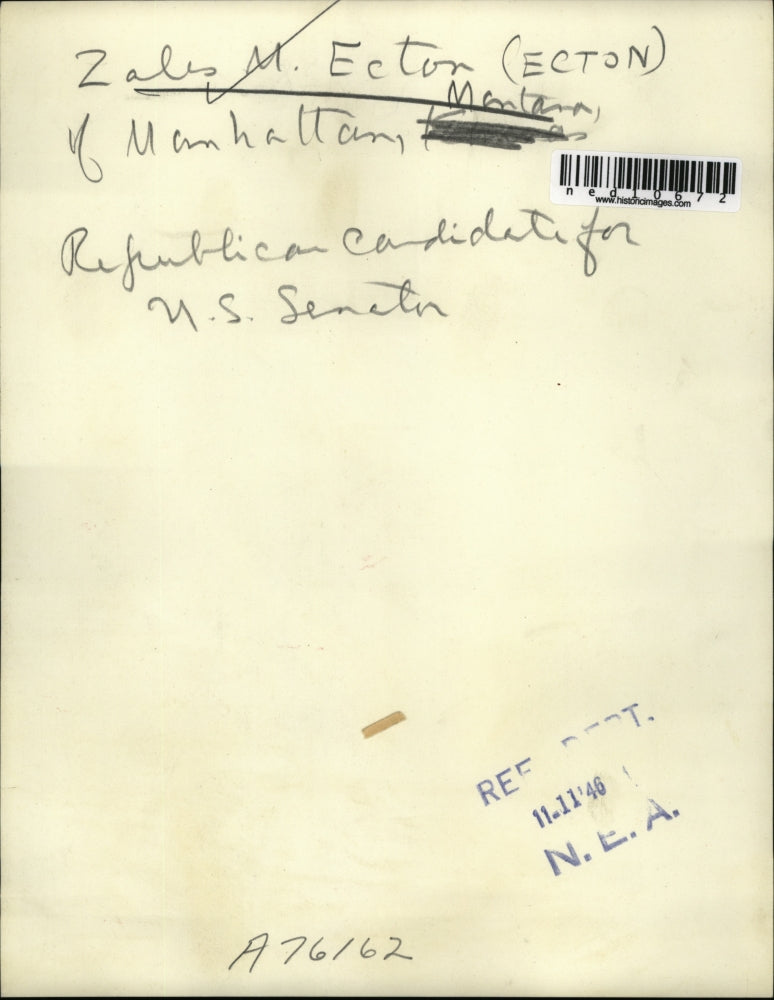 Zales M. Ecton (ECTON)
Montana,
of Manhattan,
ned10672
www.historicimages.com
Republican candidate for
U.S. Senator
REF DEPT.
11-11'46
N.E.A.
A76162